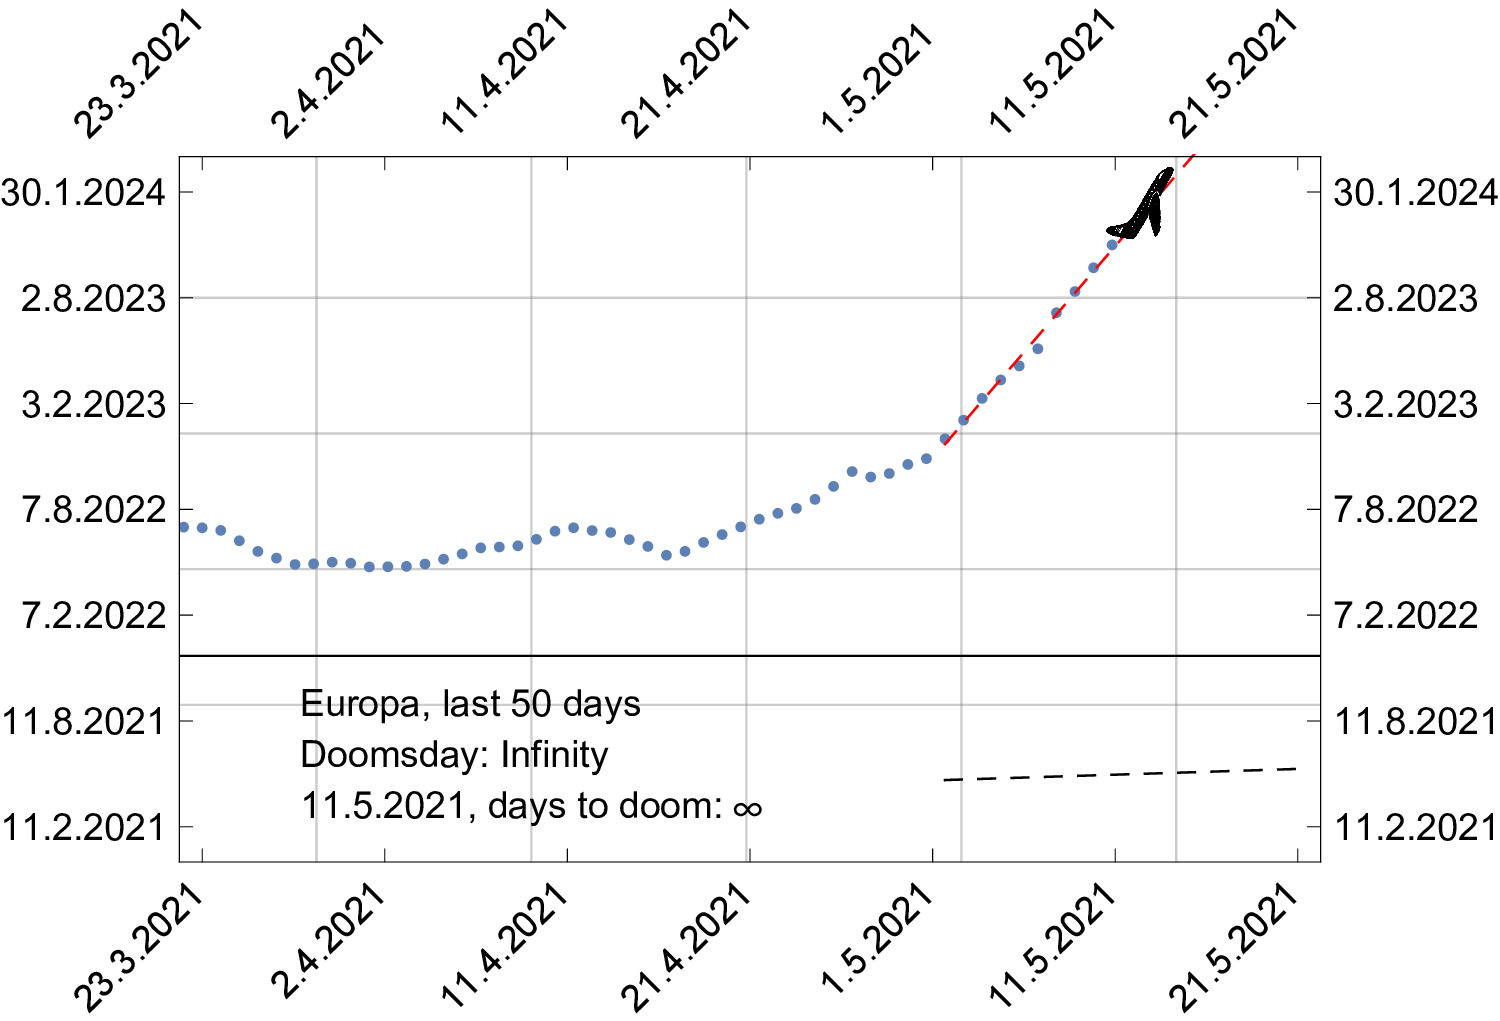 23.3.2021 2.4.2021 11.4.2021 21.4.2021 1.5.2021 11.5.2021 21.5.2021
30.1.2024 30.1.2024
2.8.2023 2.8.2023
3.2.2023 3.2.2023
7.8.2022 7.8.2022
7.2.2022 7.2.2022
Europa, last 50 days
11.8.2021 11.8.2021
Doomsday: Infinity
11.5.2021, days to doom: ∞
11.2.2021 11.2.2021
23.3.2021 2.4.2021 11.4.2021 21.4.2021 1.5.2021 11.5.2021 21.5.2021